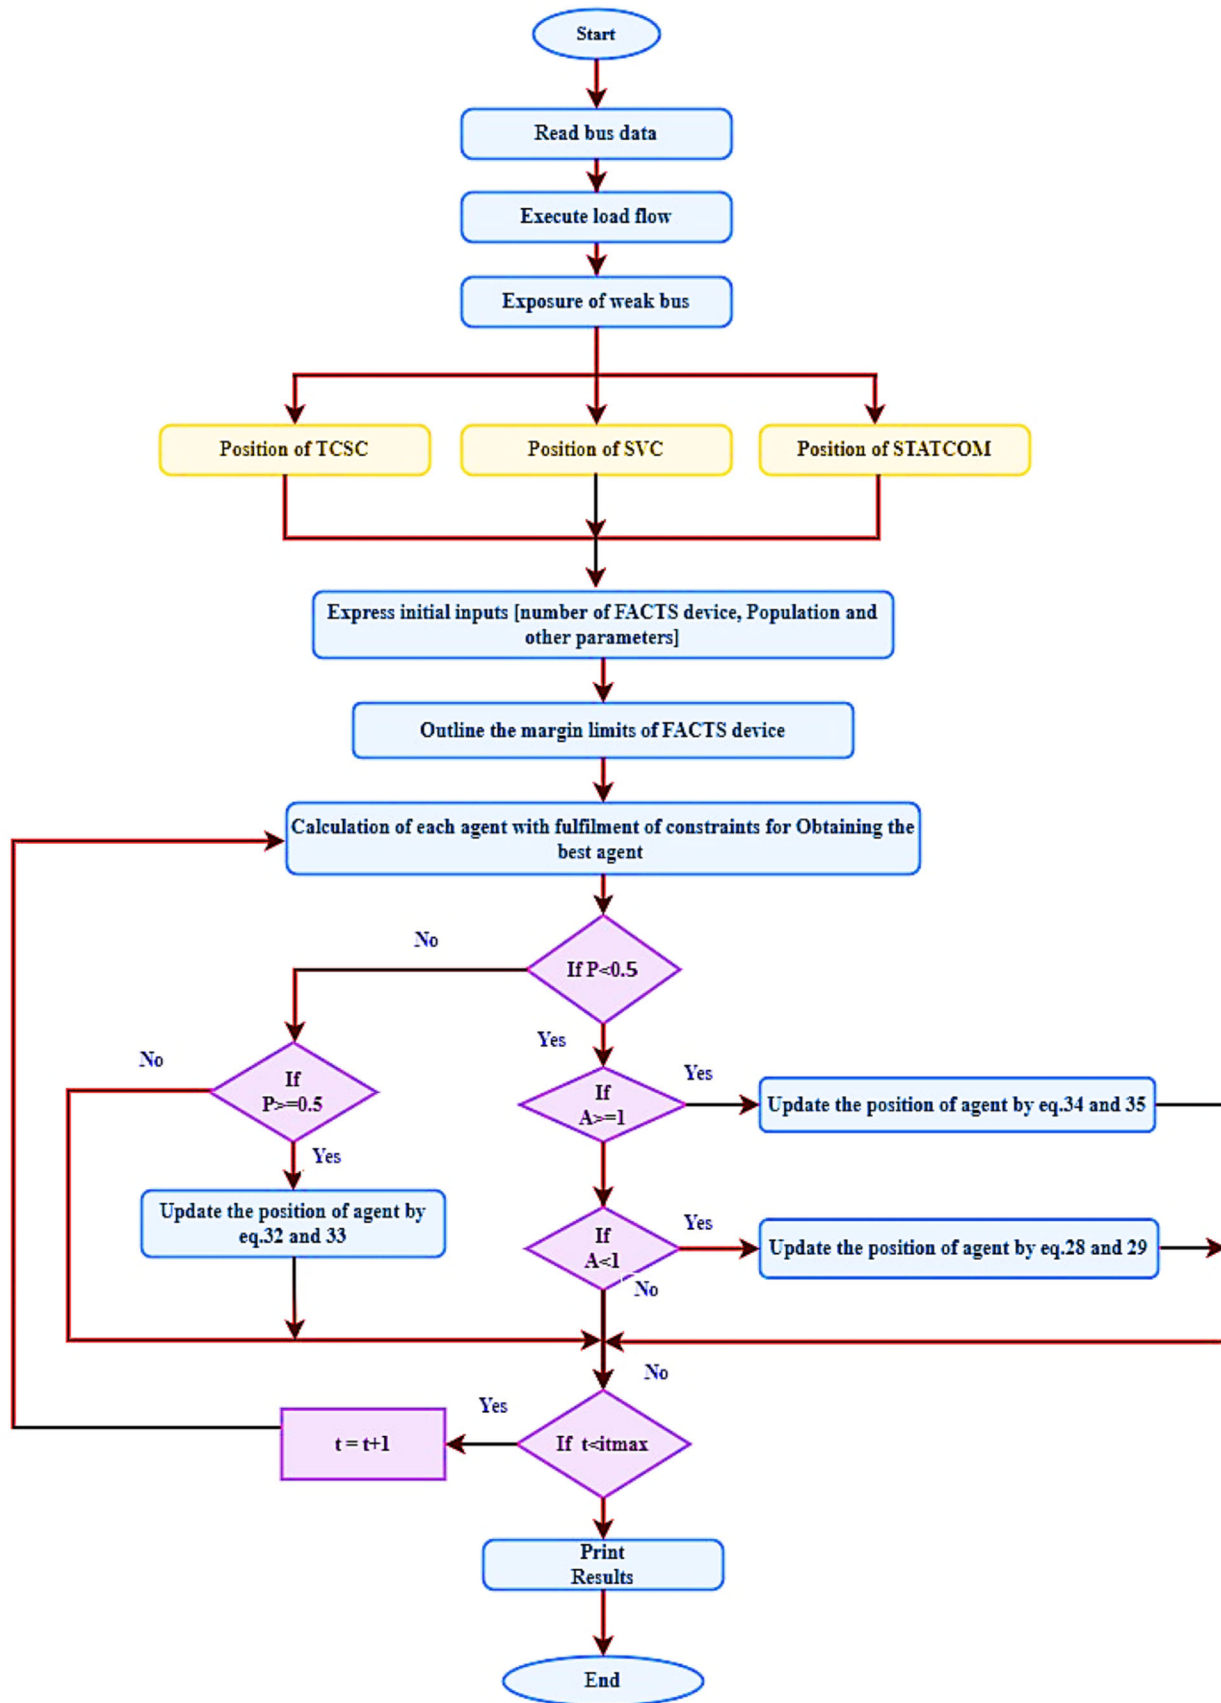 Start
Read bus data
Execute load flow
Exposure of weak bus
Position of TCSC
Position of SVC
Position of STATCOM
Express initial inputs [number of FACTS device, Population and
other parameters]
Outline the margin limits of FACTS device
Calculation of each agent with fulfilment of constraints for Obtaining the
best agent
No
If P<0.5
Yes
No
If
P>=0.5
Yes
If
A>=1
Yes
Update the position of agent by eq.34 and 35
Update the position of agent by
eq.32 and 33
If
A<1
Yes
Update the position of agent by eq.28 and 29
No
No
Yes
t = t+1
If t<itmax
Print
Results
End